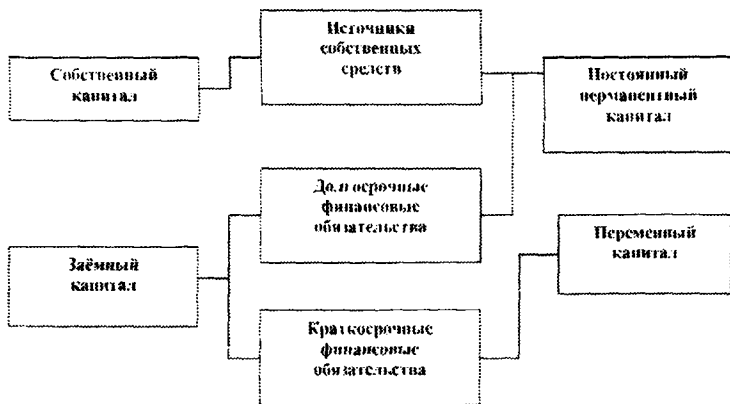 Собственный
капитал
Источники
собственных
средств
Постоянный
перманентный
капитал
Долгосрочные
финансовые
обязательства
Заёмный
капитал
Переменный
капитал
Краткосрочные
финансовые
обязательства